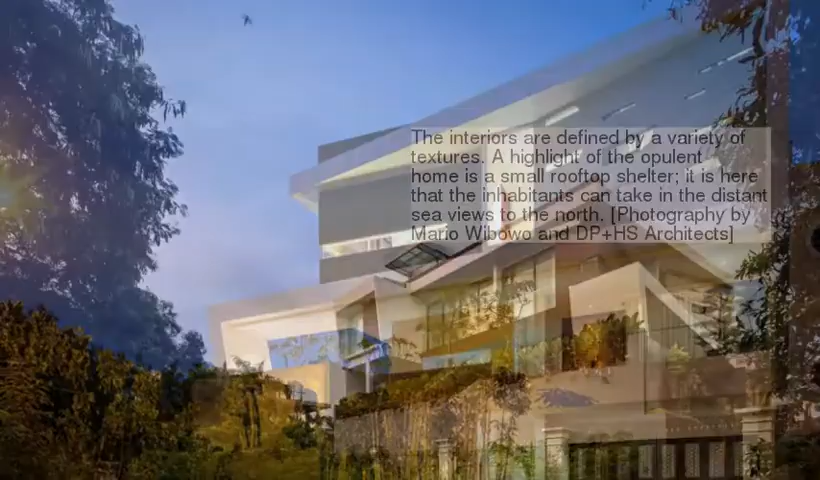 The interiors are defined by a variety of
textures. A highlight of the opulent
home is a small rooftop shelter; it is here
that the inhabitants can take in the distant
sea views to the north. [Photography by
Mario Wibowo and DP+HS Architects]